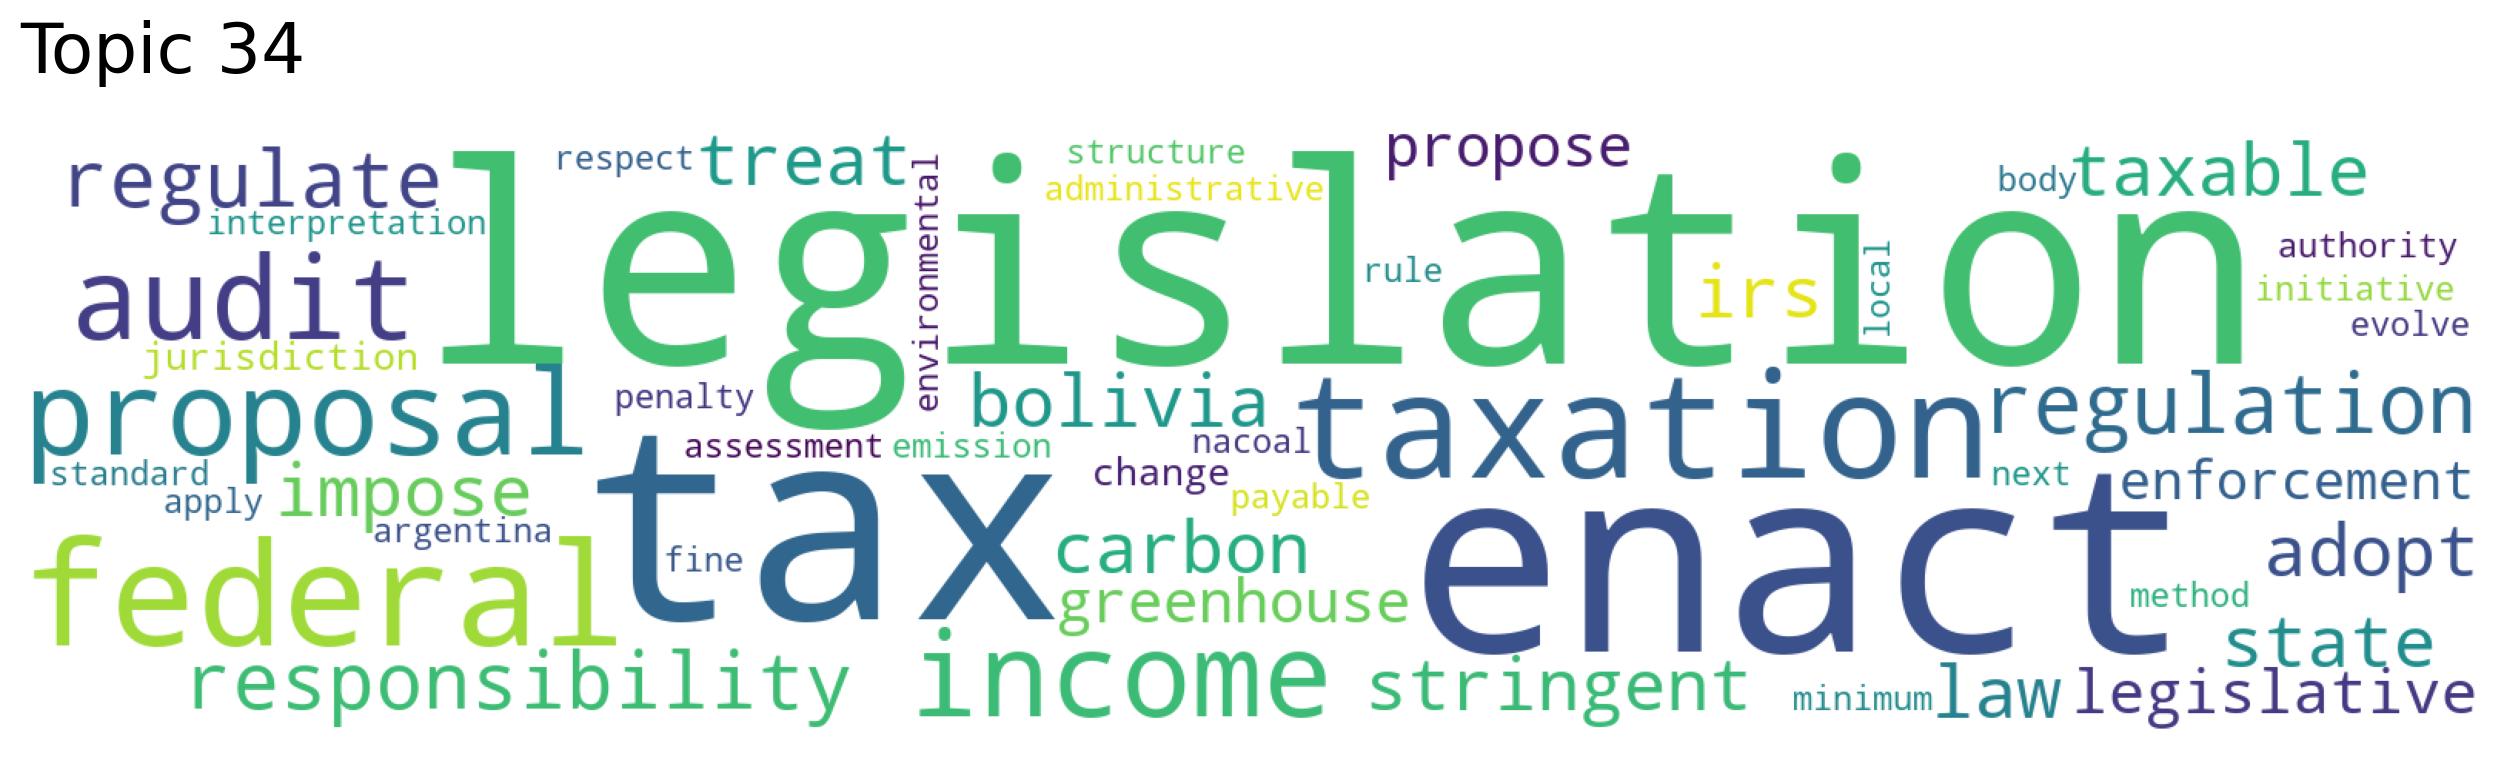 Topic 34
regulate
respect
treat
structure
administrative
propose
body
taxable
interpretation
legislation
environmental
rule
irs
local
authority
initiative
evolve
audit
jurisdiction
proposal
penalty
bolivia
taxation
regulation
assessment
emission
nacoal
change
payable
next
enforcement
standard
apply
impose
argentina
tax
fine
carbon
greenhouse
enact
adopt
method
state
federal
responsibility
income
stringent
minimum
law
legislative